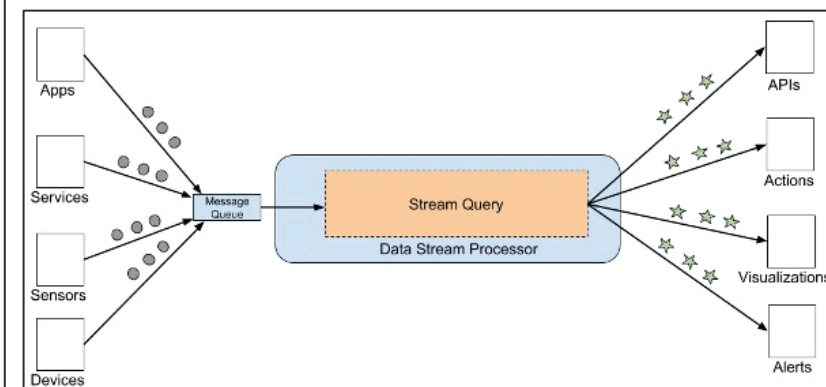 Apps
Services
Sensors
Devices
Message
Queue
Stream Query
Data Stream Processor
APIs
Actions
Visualizations
Alerts